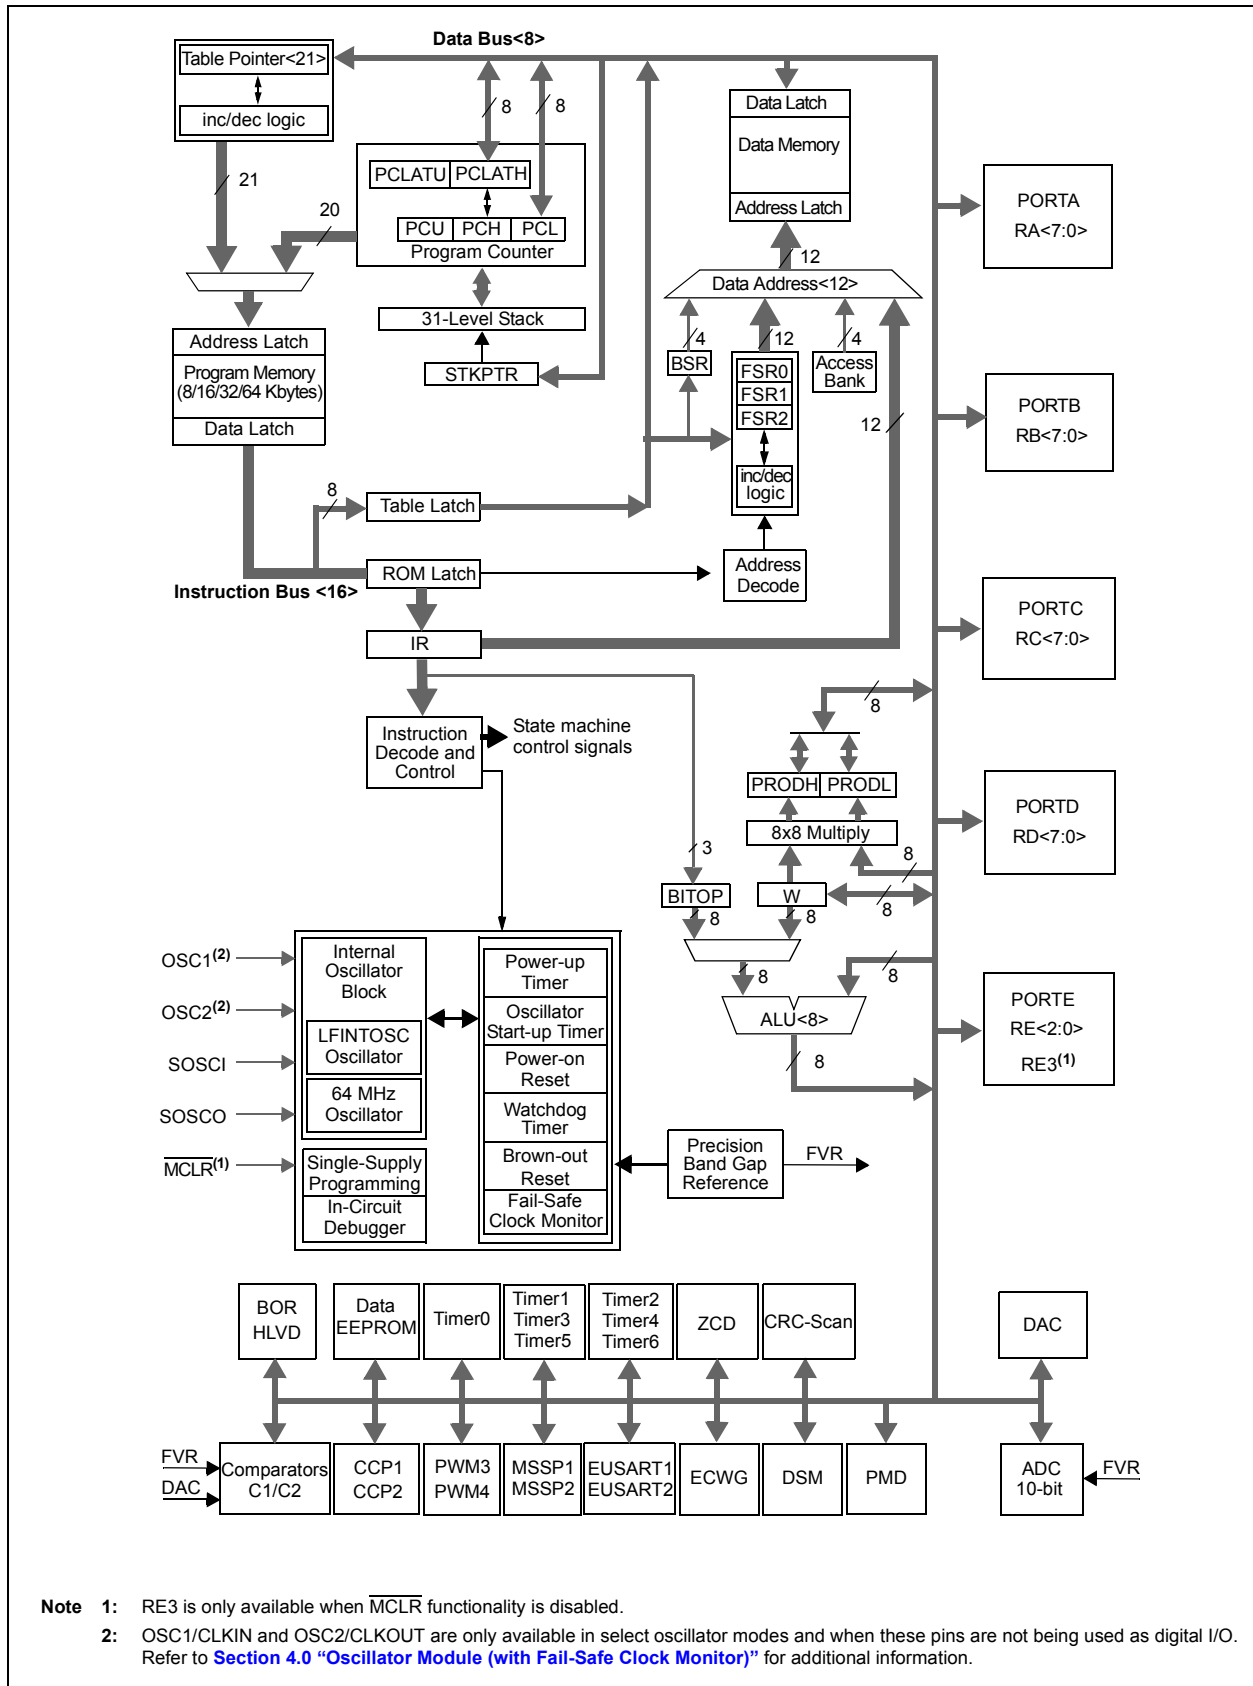 Data Bus<8>
Table Pointer<21>
inc/dec logic
21
20
8
8
PCLATU
PCLATH
PCU
PCH
PCL
Program Counter
31-Level Stack
STKPTR
Data Latch
Data Memory
Address Latch
12
Data Address<12>
4
12
4
BSR
FSR0
FSR1
FSR2
inc/dec
logic
Access
Bank
12
Address
Decode
Address Latch
Program Memory
(8/16/32/64 Kbytes)
Data Latch
8
Table Latch
ROM Latch
Instruction Bus <16>
IR
Instruction
Decode and
Control
State machine
control signals
8
PRODH
PRODL
8x8 Multiply
3
8
BITOP
W
8
8
8
8
8
ALU<8>
8
PORTA
RA<7:0>
PORTB
RB<7:0>
PORTC
RC<7:0>
PORTD
RD<7:0>
PORTE
RE<2:0>
RE3(1)
OSC1(2)
OSC2(2)
SOSCI
SOSCO
MCLR(1)
Internal
Oscillator
Block
LFINTOSC
Oscillator
64 MHz
Oscillator
Single-Supply
Programming
In-Circuit
Debugger
Power-up
Timer
Oscillator
Start-up Timer
Power-on
Reset
Watchdog
Timer
Brown-out
Reset
Fail-Safe
Clock Monitor
Precision
Band Gap
Reference
FVR
BOR
HLVD
Data
EEPROM
Timer0
Timer1
Timer3
Timer5
Timer2
Timer4
Timer6
ZCD
CRC-Scan
DAC
FVR
DAC
Comparators
C1/C2
CCP1
CCP2
PWM3
PWM4
MSSP1
MSSP2
EUSART1
EUSART2
ECWG
DSM
PMD
ADC
10-bit
FVR
Note 1: RE3 is only available when MCLR functionality is disabled.
2: OSC1/CLKIN and OSC2/CLKOUT are only available in select oscillator modes and when these pins are not being used as digital I/O.
Refer to Section 4.0 “Oscillator Module (with Fail-Safe Clock Monitor)” for additional information.